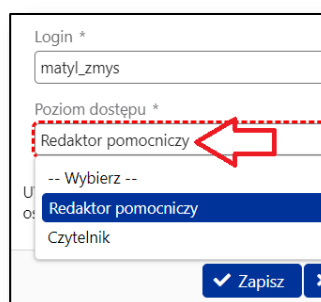 Login *
matyl_zmys
Poziom dostępu *
Redaktor pomocniczy
-- Wybierz --
Redaktor pomocniczy
Czytelnik
Zapisz